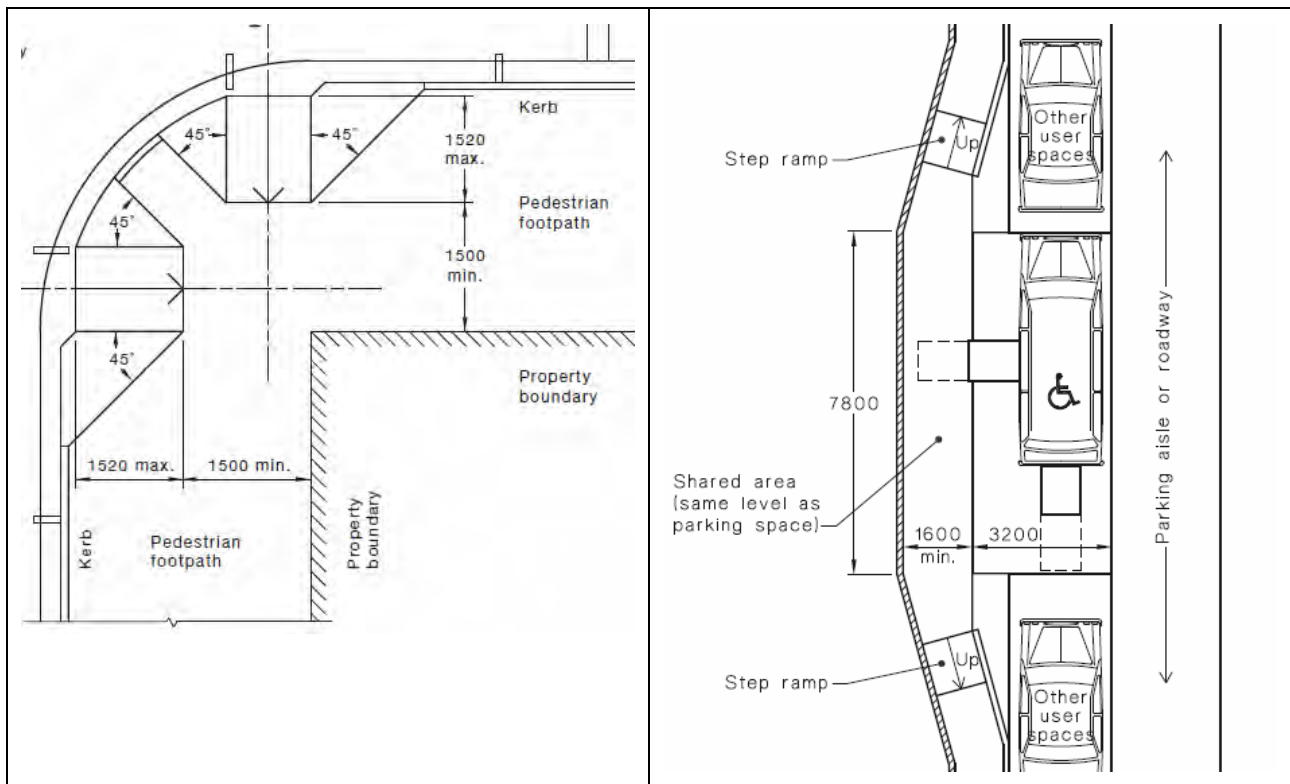 45°
45°
Kerb
1520
max.
Pedestrian
footpath
1500
min.
45°
45°
Property
boundary
1520 max.
1500 min.
Kerb
Pedestrian
footpath
Property
boundary
Other
user
spaces
Step ramp
Up
7800
Parking aisle or roadway
Shared area
(same level as
parking space)
1600
min.
3200
Step ramp
Up
Other
user
spaces